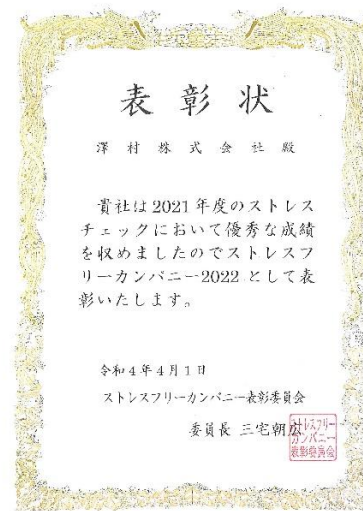 表彰状
澤村株式会社殿
貴社は2021年度のストレス
チェックにおいて優秀な成績
を収めましたのでストレスフ
リーカンパニー2022として表
彰いたします。
令和4年4月1日
ストレスフリーカンパニー表彰委員会
委員長 三宅朝広
ストレスフリー
カンパニー
表彰委員会